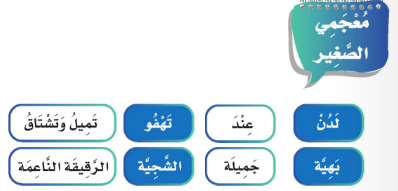 مُعْجَمِي
الصَّغِير
لَدُنْ عِنْدَ تَهْفُو تَمِيلُ وَتَشْتَاقُ
بَهِيَّة جَمِيلَة الشَّجِيَّة الرَّقِيقَة النَّاعِمَة